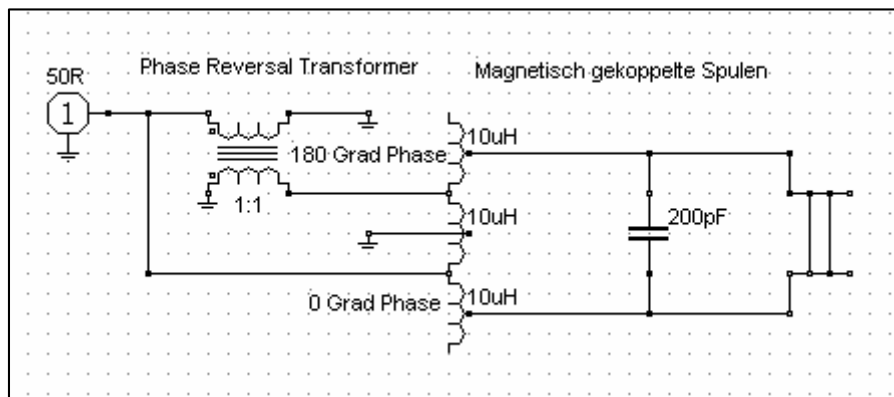 Phase Reversal Transformer
Magnetisch gekoppelte Spulen
50R
1
10uH
180 Grad Phase
1:1
10uH
200pF
0 Grad Phase
10uH